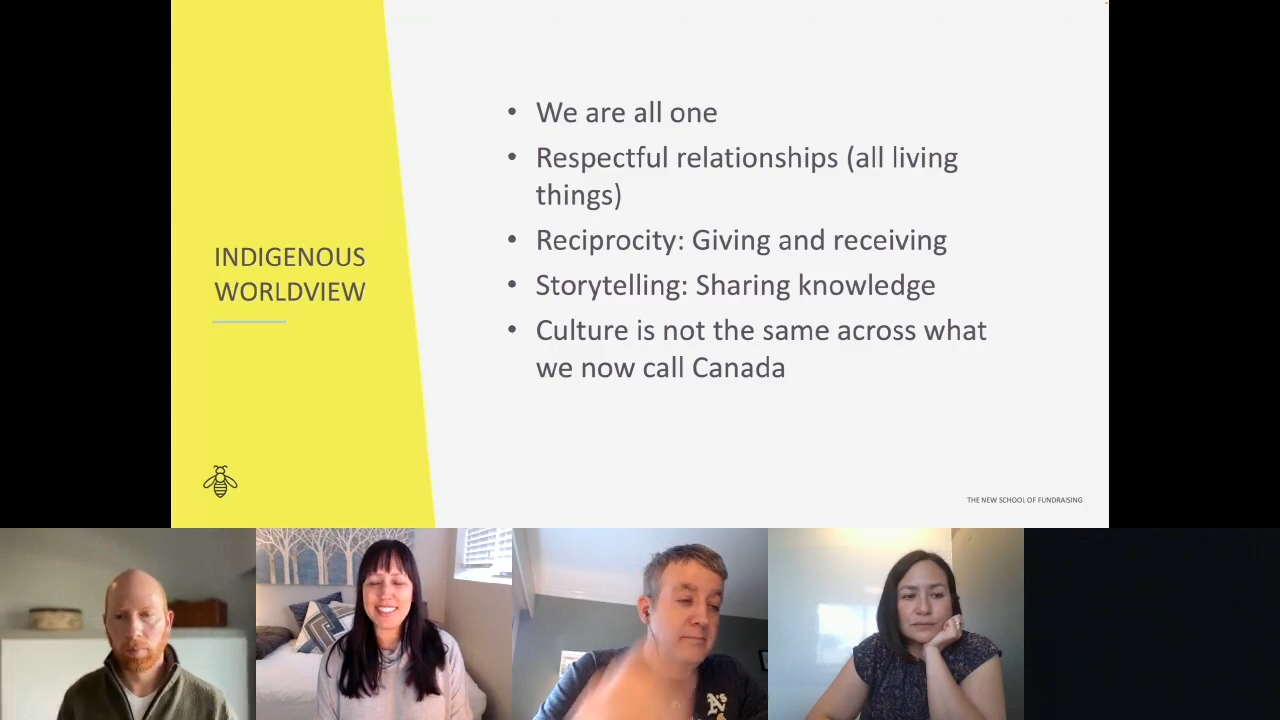 INDIGENOUS
WORLDVIEW
• We are all one
• Respectful relationships (all living
things)
• Reciprocity: Giving and receiving
• Storytelling: Sharing knowledge
• Culture is not the same across what
we now call Canada
THE NEW SCHOOL OF FUNDRAISING
A's